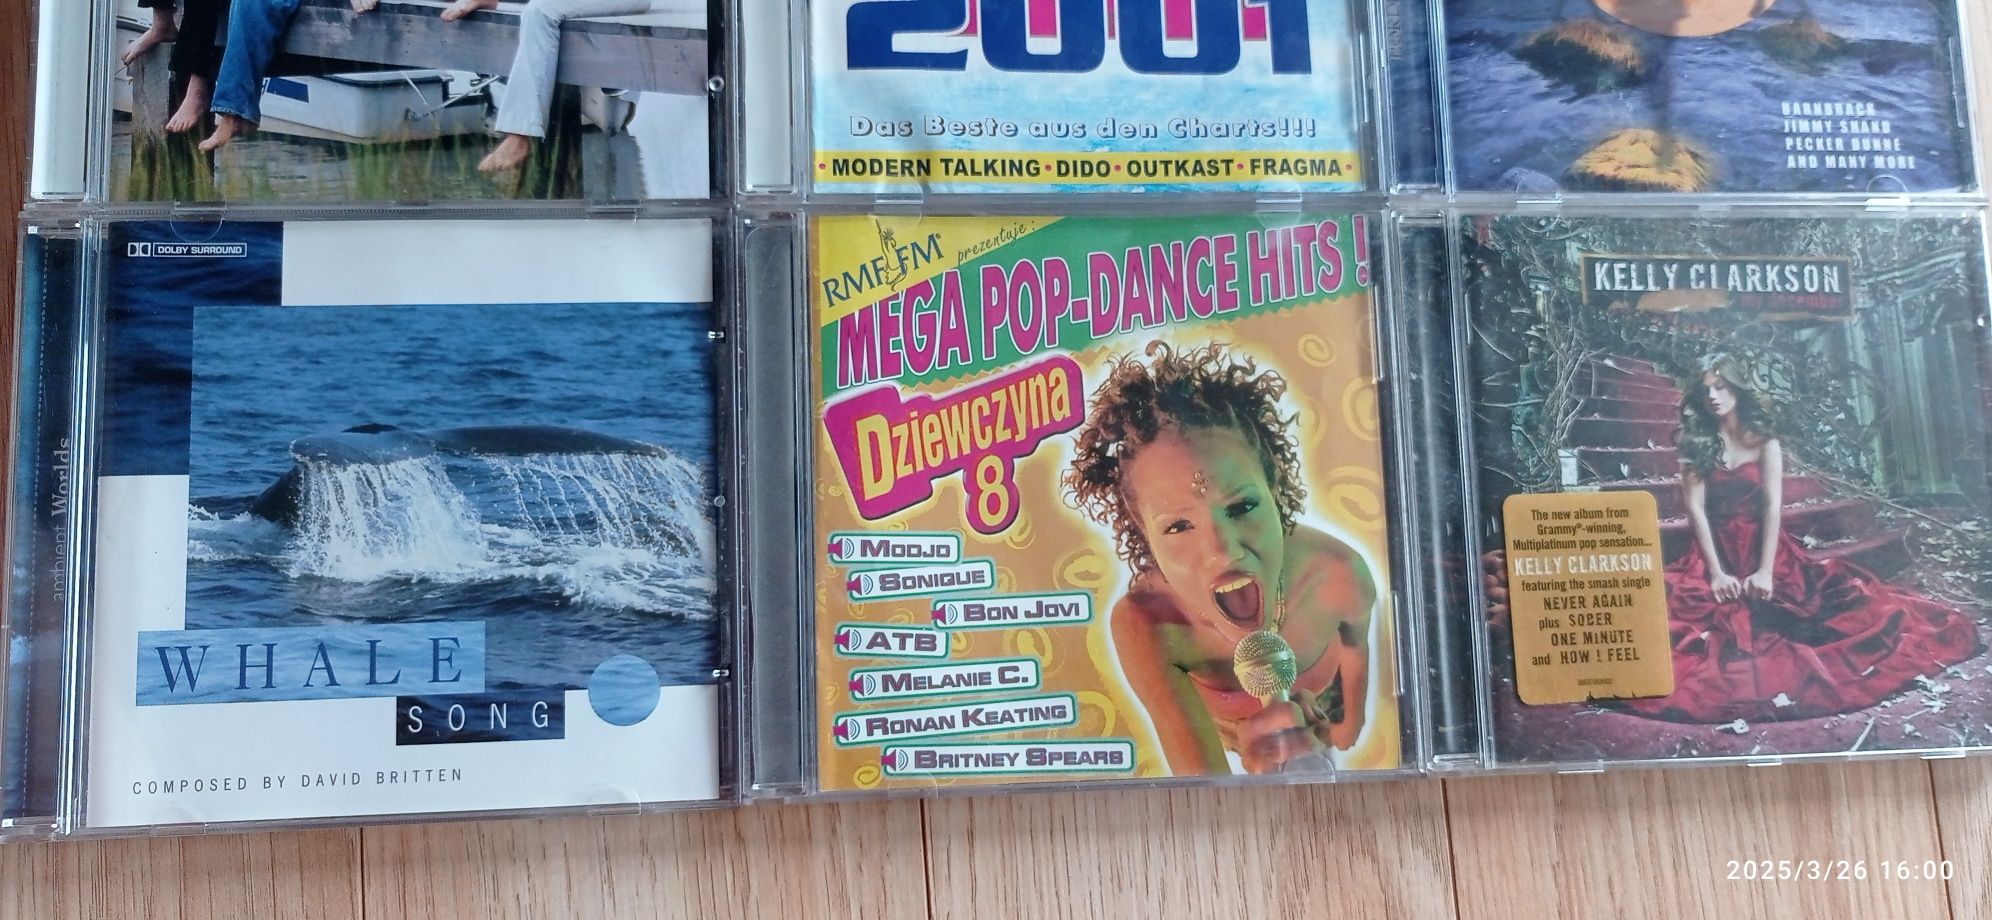 2001
Das Beste aus den Charts!!!
•MODERN TALKING•DIDO•OUTKAST•FRAGMA•
BARNBRACK
JIMMY SHAND
PECKER DUNNE
AND MANY MORE
DOLBY SURROUND
ambient Worlds
WHALE
SONG
COMPOSED BY DAVID BRITTEN
RMF FM® prezentuje:
MEGA POP-DANCE HITS!
Dziewczyna
8
MODJO
SONIQUE
BON JOVI
ATB
MELANIE C.
RONAN KEATING
BRITNEY SPEARS
KELLY CLARKSON
my december
The new album from
Grammy®-winning,
Multiplatinum pop sensation...
KELLY CLARKSON
featuring the smash single
NEVER AGAIN
plus SOBER
ONE MINUTE
and HOW I FEEL
2025/3/26 16:00